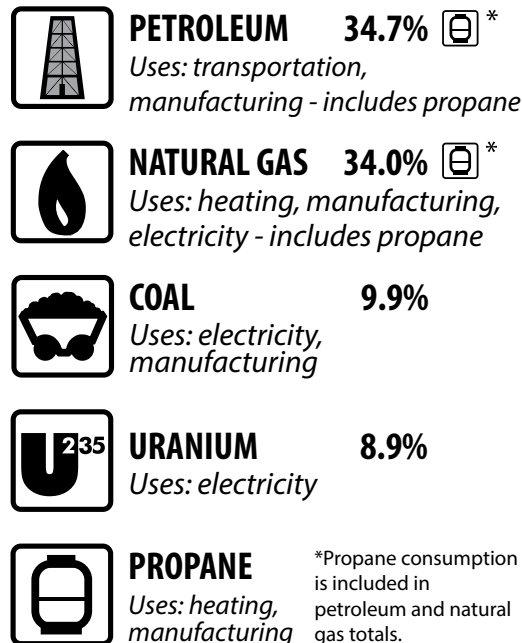 PETROLEUM 34.7% *
Uses: transportation,
manufacturing - includes propane
NATURAL GAS 34.0% *
Uses: heating, manufacturing,
electricity - includes propane
COAL 9.9%
Uses: electricity,
manufacturing
U235
URANIUM 8.9%
Uses: electricity
PROPANE
Uses: heating,
manufacturing
*Propane consumption
is included in
petroleum and natural
gas totals.